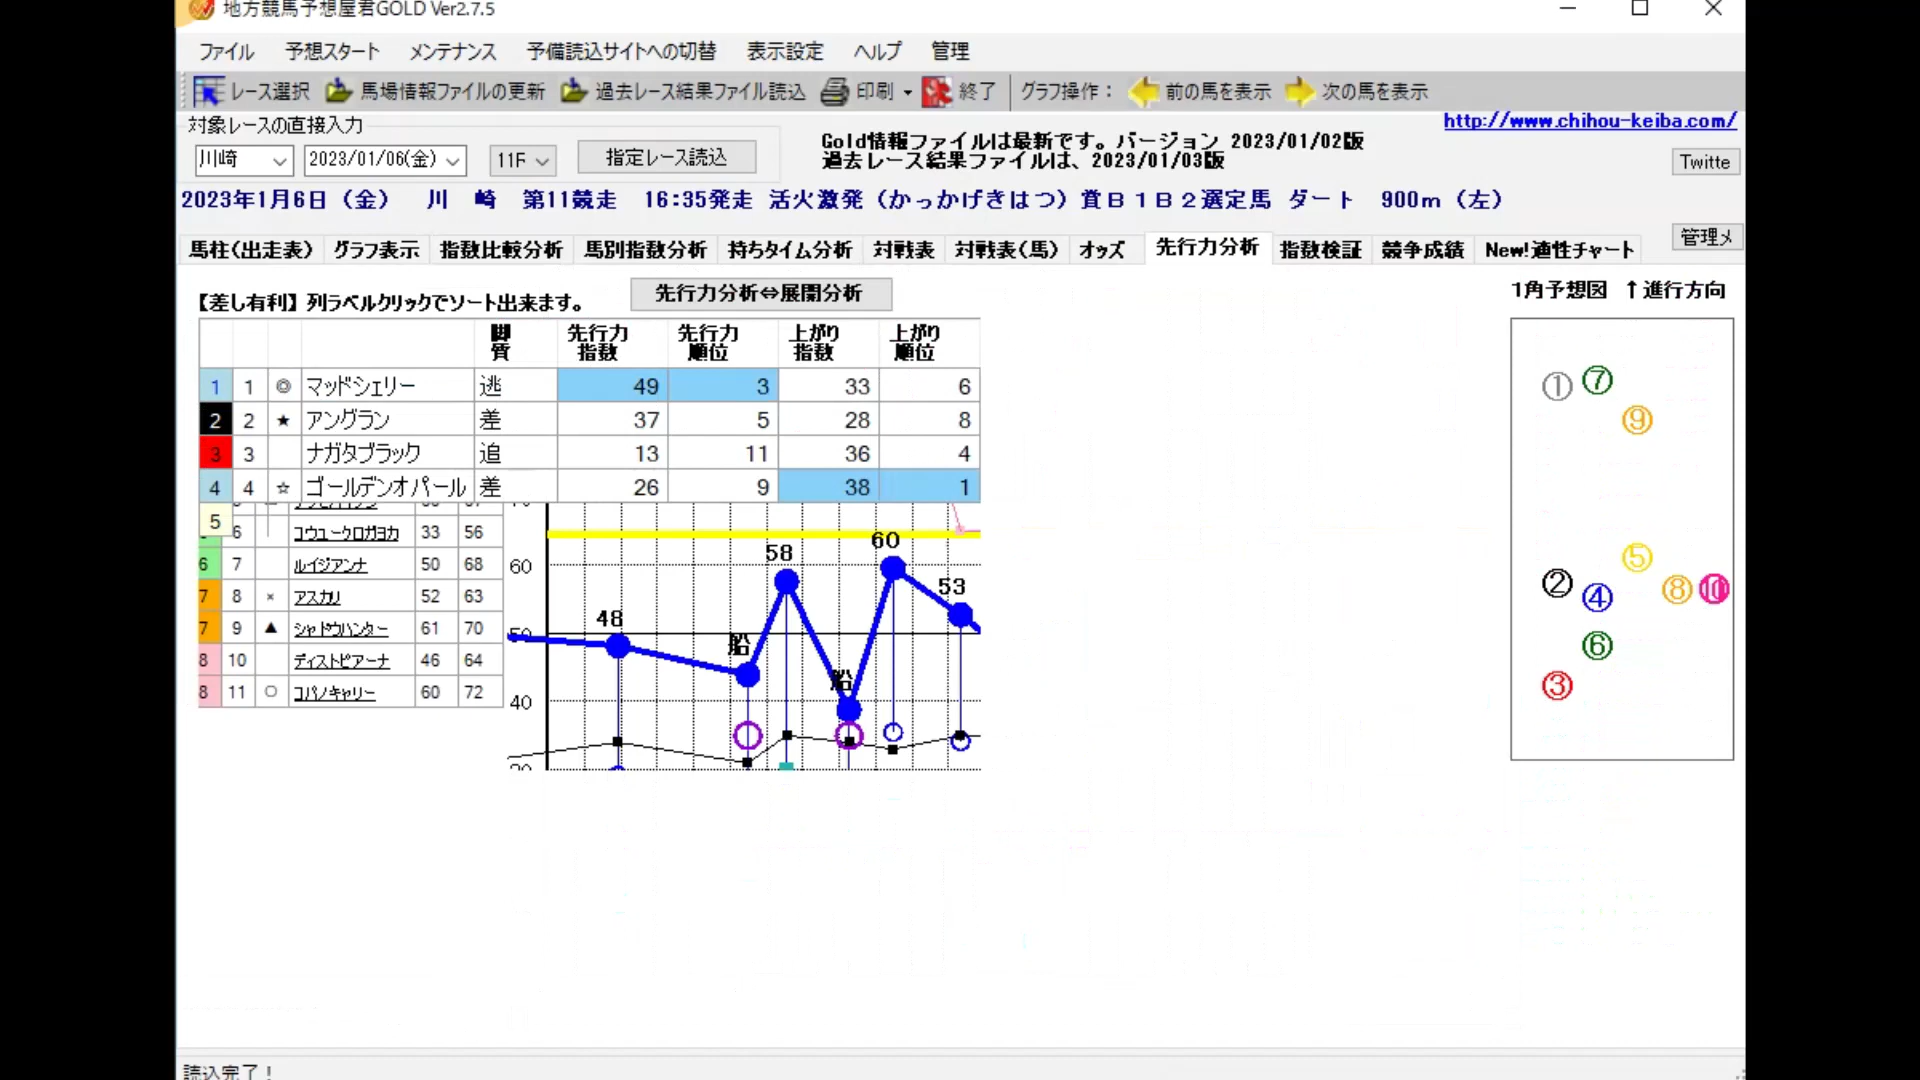 地方競馬予想屋君GOLD Ver2.7.5
ファイル 予想スタート メンテナンス 予備読込サイトへの切替 表示設定 ヘルプ 管理
レース選択 馬場情報ファイルの更新 過去レース結果ファイル読込 印刷 終了 グラフ操作： 前の馬を表示 次の馬を表示
対象レースの直接入力
http://www.chihou-keiba.com/
Gold情報ファイルは最新です。バージョン 2023/01/02版
過去レース結果ファイルは、2023/01/03版
川崎 2023/01/06(金) 11R 指定レース読込
Twitte
2023年1月6日（金） 川 崎 第11競走 16:35発走 活火激発（かっかげきはつ）賞Ｂ１Ｂ２選定馬 ダート 900ｍ（左）
管理メ
馬柱(出走表) グラフ表示 指数比較分析 馬別指数分析 持ちタイム分析 対戦表 対戦表(馬) オッズ 先行力分析 指数検証 競争成績 New!適性チャート
【差し有利】列ラベルクリックでソート出来ます。 先行力分析⇔展開分析
1角予想図 ↑進行方向
脚質 先行力指数 先行力順位 上がり指数 上がり順位
1 1 ◎ マッドシェリー 逃 49 3 33 6
2 2 ★ アングラン 差 37 5 28 8
3 3 ナガタブラック 追 13 11 36 4
4 4 ☆ ゴールデンオパール 差 26 9 38 1
5
6 コウユークロガヨカ 33 56
6 7 ルイジアンナ 50 68
7 8 × アスカリ 52 63
7 9 ▲ シャドウハンター 61 70
8 10 ディストピアーナ 46 64
8 11 ○ コパノキャリー 60 72
60
50
40
48
船
58
船
60
53
① ⑦
⑨
⑤
② ④ ⑧ ⑩
⑥
③
読込完了！